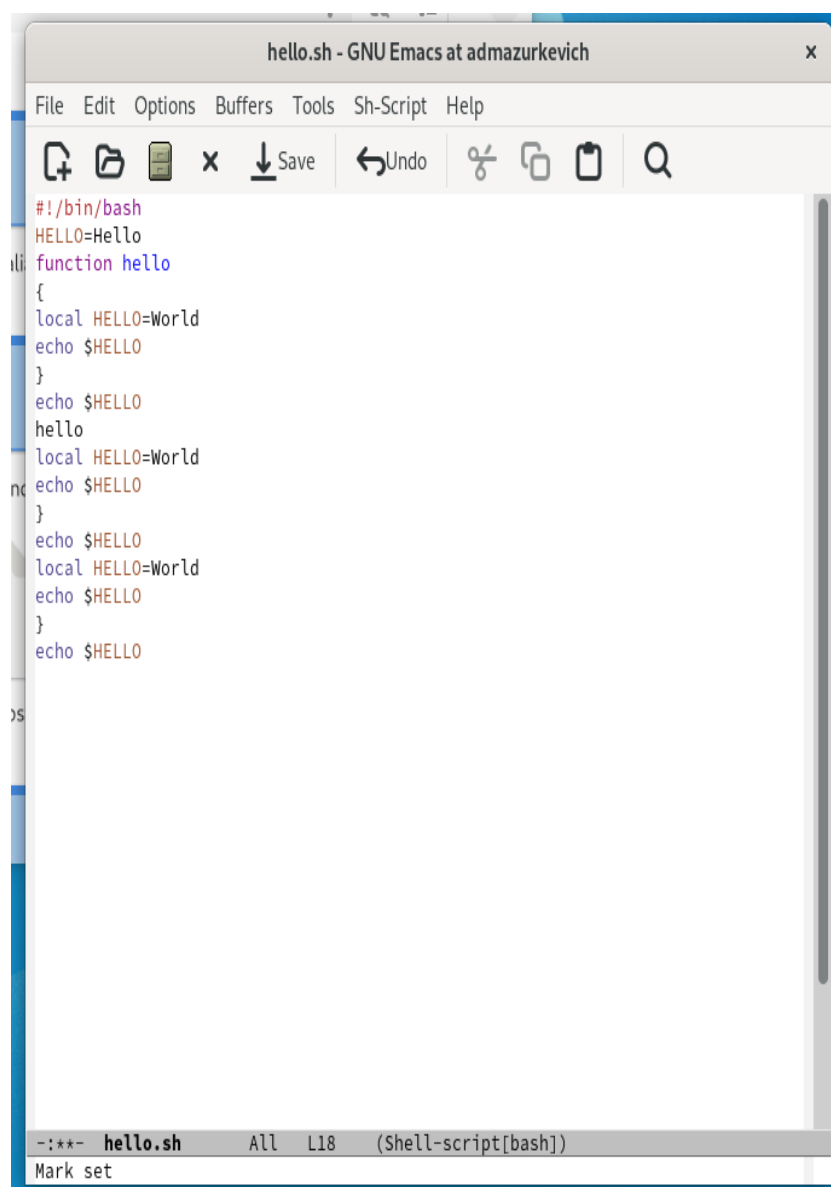 hello.sh - GNU Emacs at admazurkevich x
File Edit Options Buffers Tools Sh-Script Help
Save Undo
#!/bin/bash
HELLO=Hello
function hello
{
local HELLO=World
echo $HELLO
}
echo $HELLO
hello
local HELLO=World
echo $HELLO
}
echo $HELLO
local HELLO=World
echo $HELLO
}
echo $HELLO
-:**- hello.sh All L18 (Shell-script[bash])
Mark set